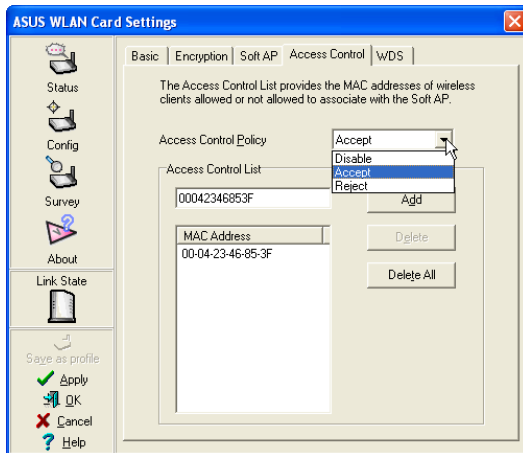 ASUS WLAN Card Settings
Status
Config
Survey
About
Link State
Save as profile
Apply
OK
Cancel
Help
Basic Encryption Soft AP Access Control WDS
The Access Control List provides the MAC addresses of wireless
clients allowed or not allowed to associate with the Soft AP.
Access Control Policy Accept
Disable
Accept
Reject
Access Control List
00042346853F Add
MAC Address Delete
00-04-23-46-85-3F
Delete All